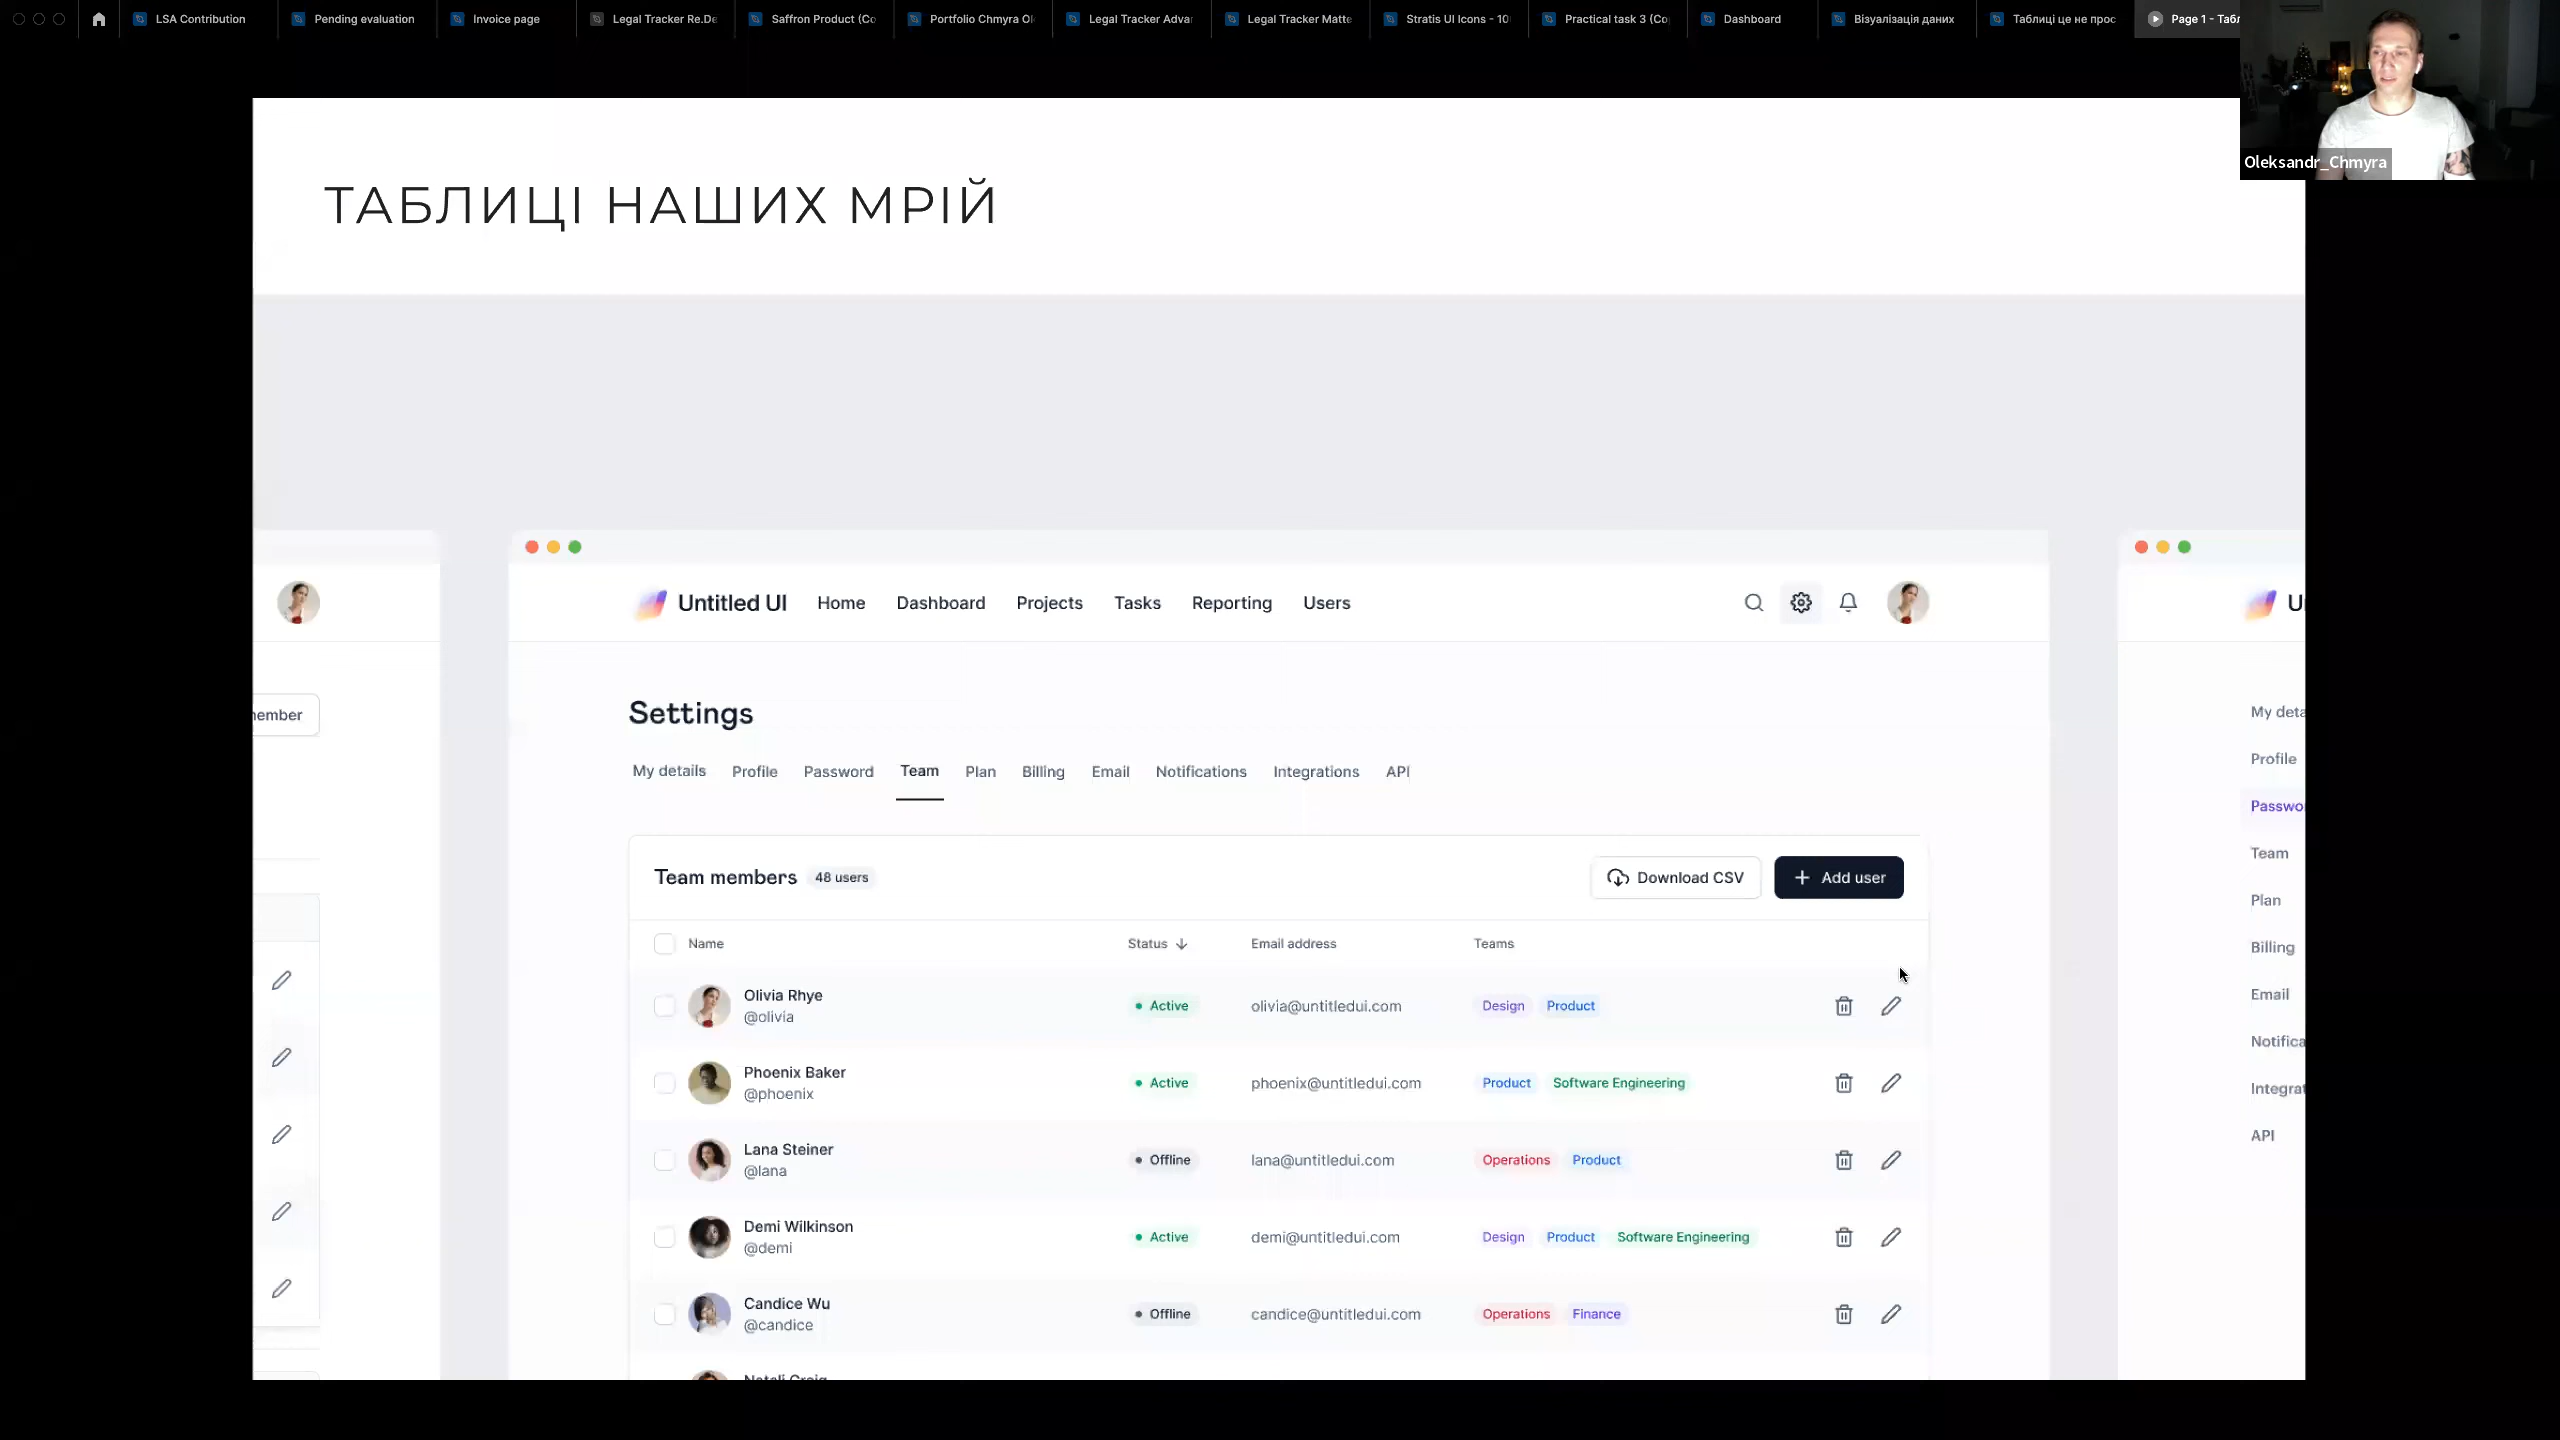 LSA Contribution
Pending evaluation
Invoice page
Legal Tracker Re.De
Saffron Product (Co
Portfolio Chmyra Ol
Legal Tracker Advar
Legal Tracker Matte
Stratis UI Icons - 10
Practical task 3 (Co
Dashboard
Візуалізація даних
Таблиці це не прос
Page 1 - Табл
Oleksandr_Chmyra
ТАБЛИЦІ НАШИХ МРІЙ
Untitled UI Home Dashboard Projects Tasks Reporting Users
Settings
My details Profile Password Team Plan Billing Email Notifications Integrations API
Team members 48 users Download CSV Add user
Name Status Email address Teams
Olivia Rhye
@olivia
Active olivia@untitledui.com Design Product
Phoenix Baker
@phoenix
Active phoenix@untitledui.com Product Software Engineering
Lana Steiner
@lana
Offline lana@untitledui.com Operations Product
Demi Wilkinson
@demi
Active demi@untitledui.com Design Product Software Engineering
Candice Wu
@candice
Offline candice@untitledui.com Operations Finance
My deta
Profile
Passwo
Team
Plan
Billing
Email
Notifica
Integrat
API